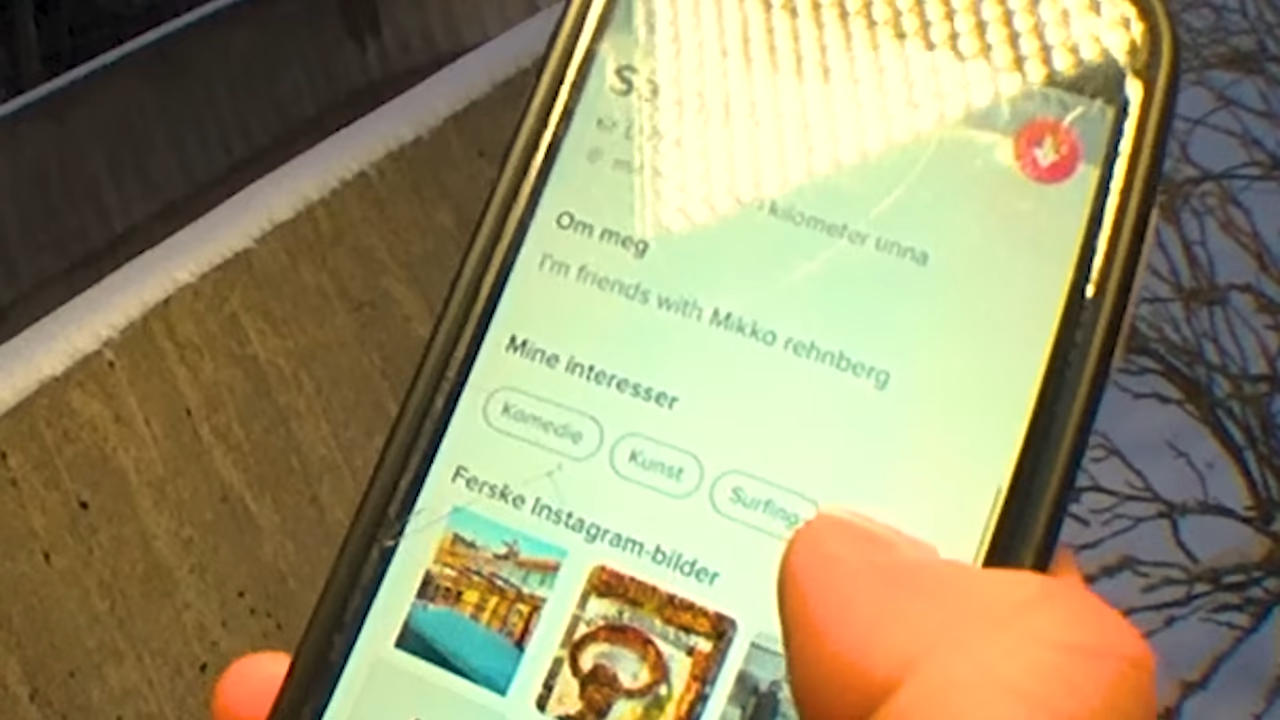 kilometer unna
Om meg
I'm friends with Mikko rehnberg
Mine interesser
Komedie
Kunst
Surfing
Ferske Instagram-bilder